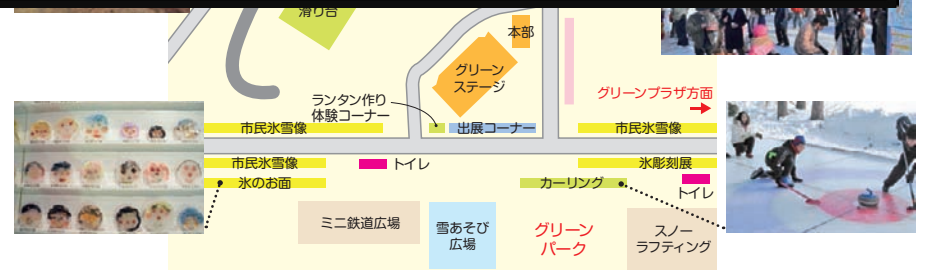 滑り台
本部
グリーン
ステージ
グリーンプラザ方面
ランタン作り
体験コーナー
市民氷雪像
出展コーナー
市民氷雪像
市民氷雪像
トイレ
氷彫刻展
氷のお面
カーリング
トイレ
ミニ鉄道広場
雪あそび
広場
グリーン
パーク
スノー
ラフティング